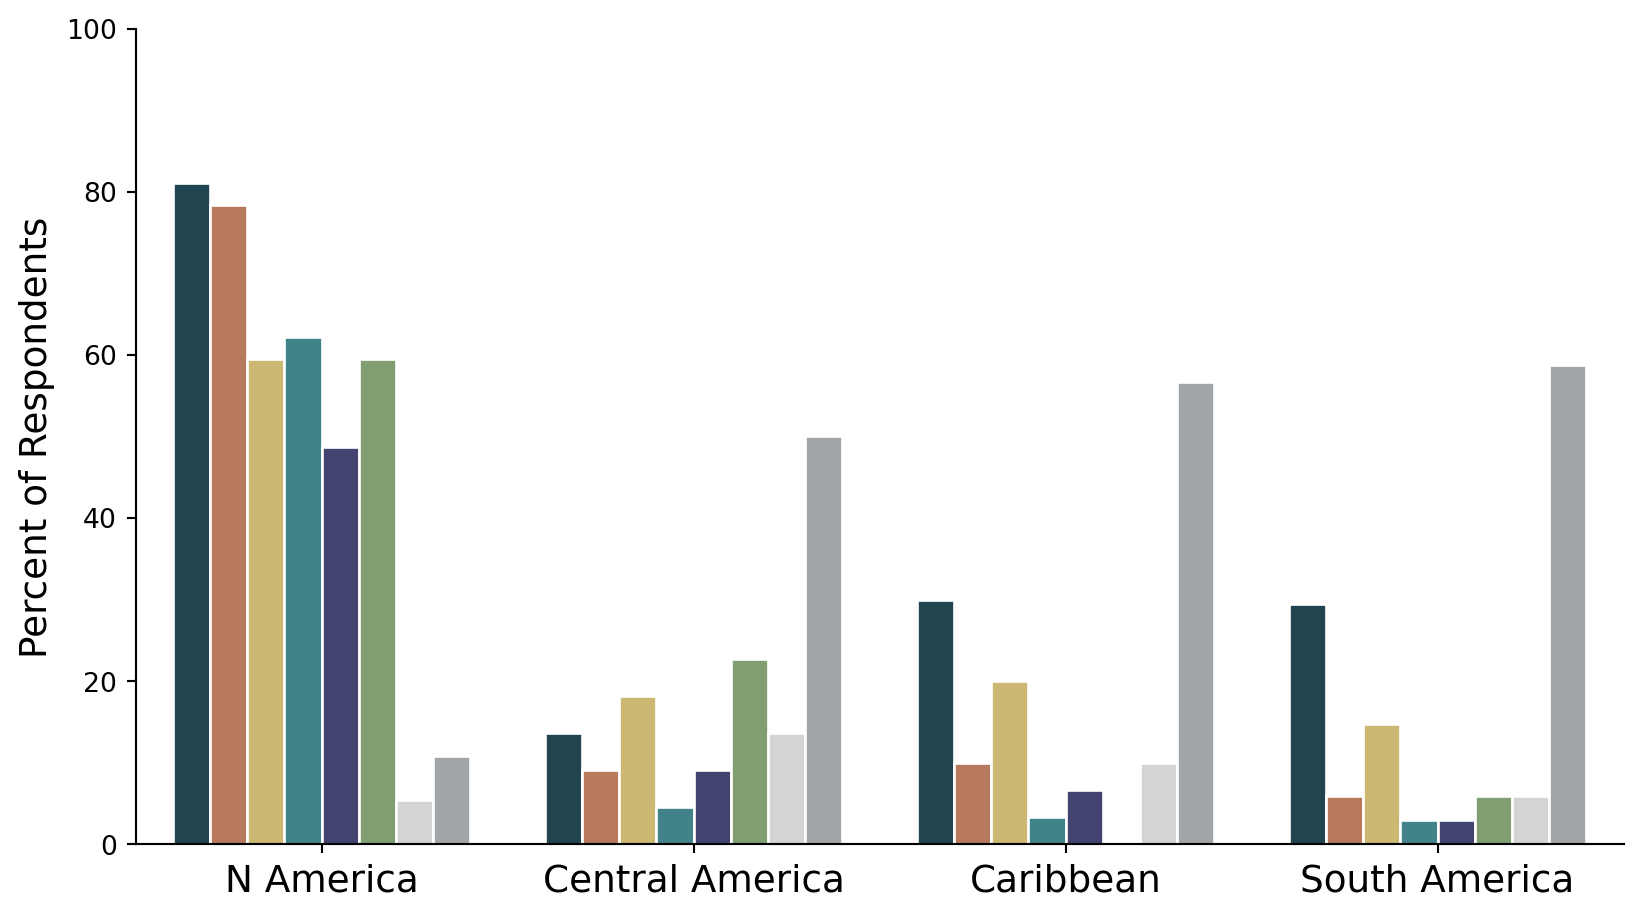 100
80
60
40
20
0
Percent of Respondents
N America
Central America
Caribbean
South America